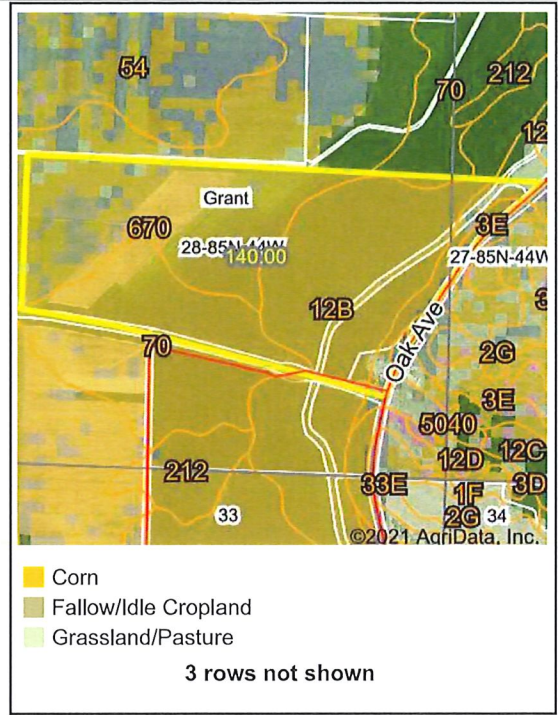 54
70
212
12
Grant
670
3E
28-85N-44W
140.00
27-85N-44W
12B
3
Oak Ave
70
2G
3E
5040
12C
12D
212
33E
3D
1F
33
2G
34
©2021 AgriData, Inc.
Corn
Fallow/Idle Cropland
Grassland/Pasture
3 rows not shown